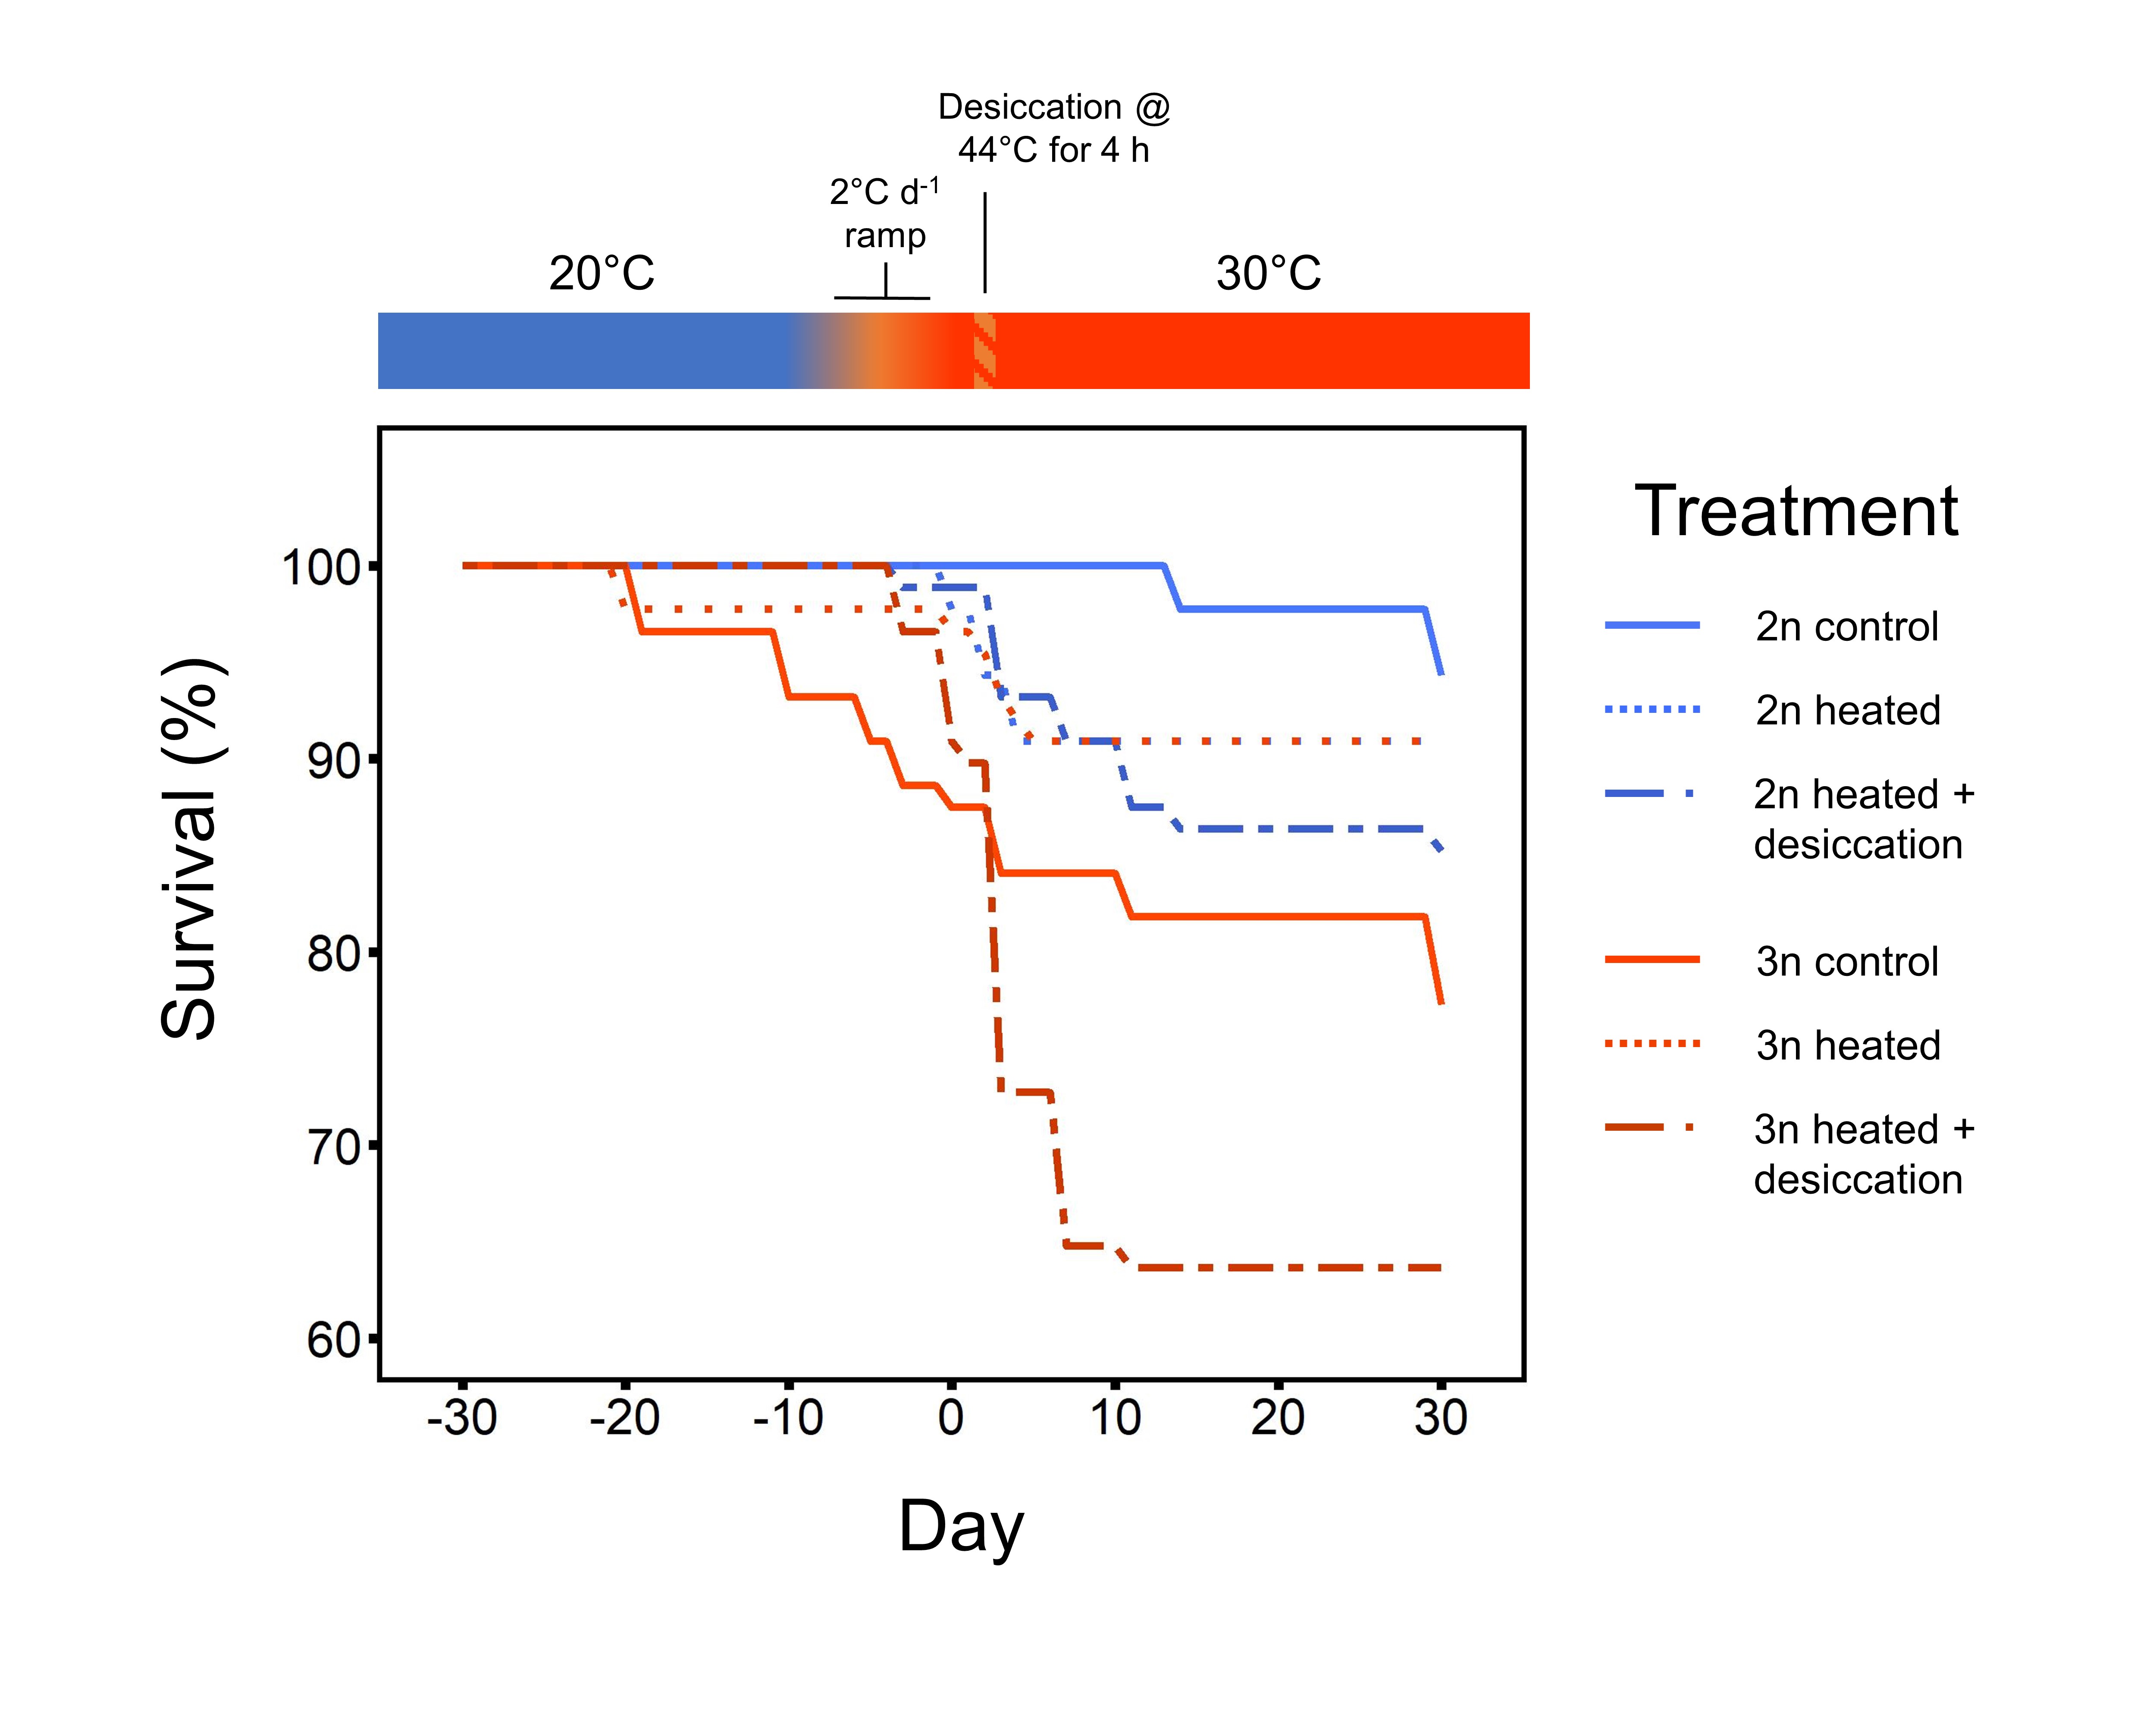 Desiccation @
44°C for 4 h
2°C d-1
ramp
20°C
30°C
Treatment
2n control
2n heated
2n heated +
desiccation
3n control
3n heated
3n heated +
desiccation
Survival (%)
100
90
80
70
60
-30
-20
-10
0
10
20
30
Day